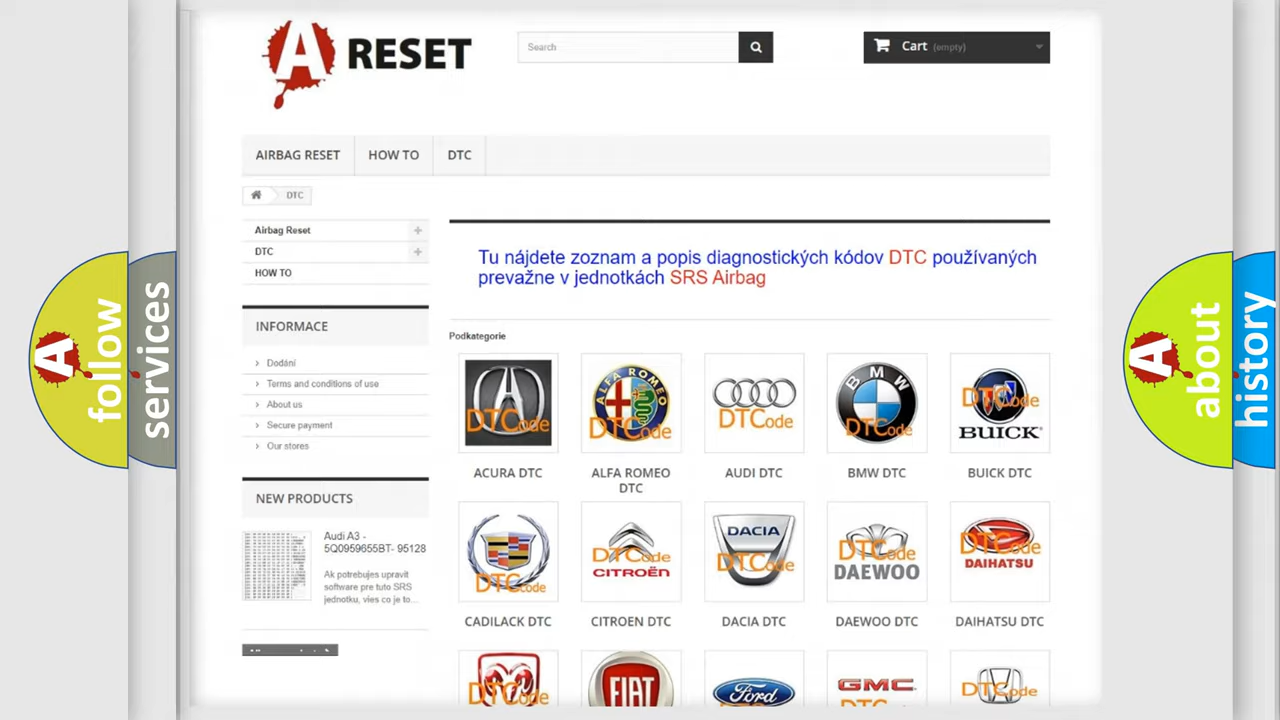 A RESET
Search
Cart (empty)
AIRBAG RESET
HOW TO
DTC
DTC
Airbag Reset
DTC
HOW TO
INFORMACE
Dodání
Terms and conditions of use
About us
Secure payment
Our stores
NEW PRODUCTS
Audi A3 -
5Q0959655BT- 95128
Ak potrebujes upravit
software pre tuto SRS
jednotku, vies co je to...
Tu nájdete zoznam a popis diagnostických kódov DTC používaných
prevažne v jednotkách SRS Airbag
Podkategorie
DTCode
ALFA ROMEO
DTCode
DTCode
BMW
DTCode
DTCode
BUICK
ACURA DTC
ALFA ROMEO
DTC
AUDI DTC
BMW DTC
BUICK DTC
DTCode
DTCode
CITROËN
DACIA
DTCode
DTCode
DAEWOO
DTCode
DAIHATSU
CADILACK DTC
CITROEN DTC
DACIA DTC
DAEWOO DTC
DAIHATSU DTC
DTCode
FIAT
Ford
GMC
DTCode
A follow
services
A about
history